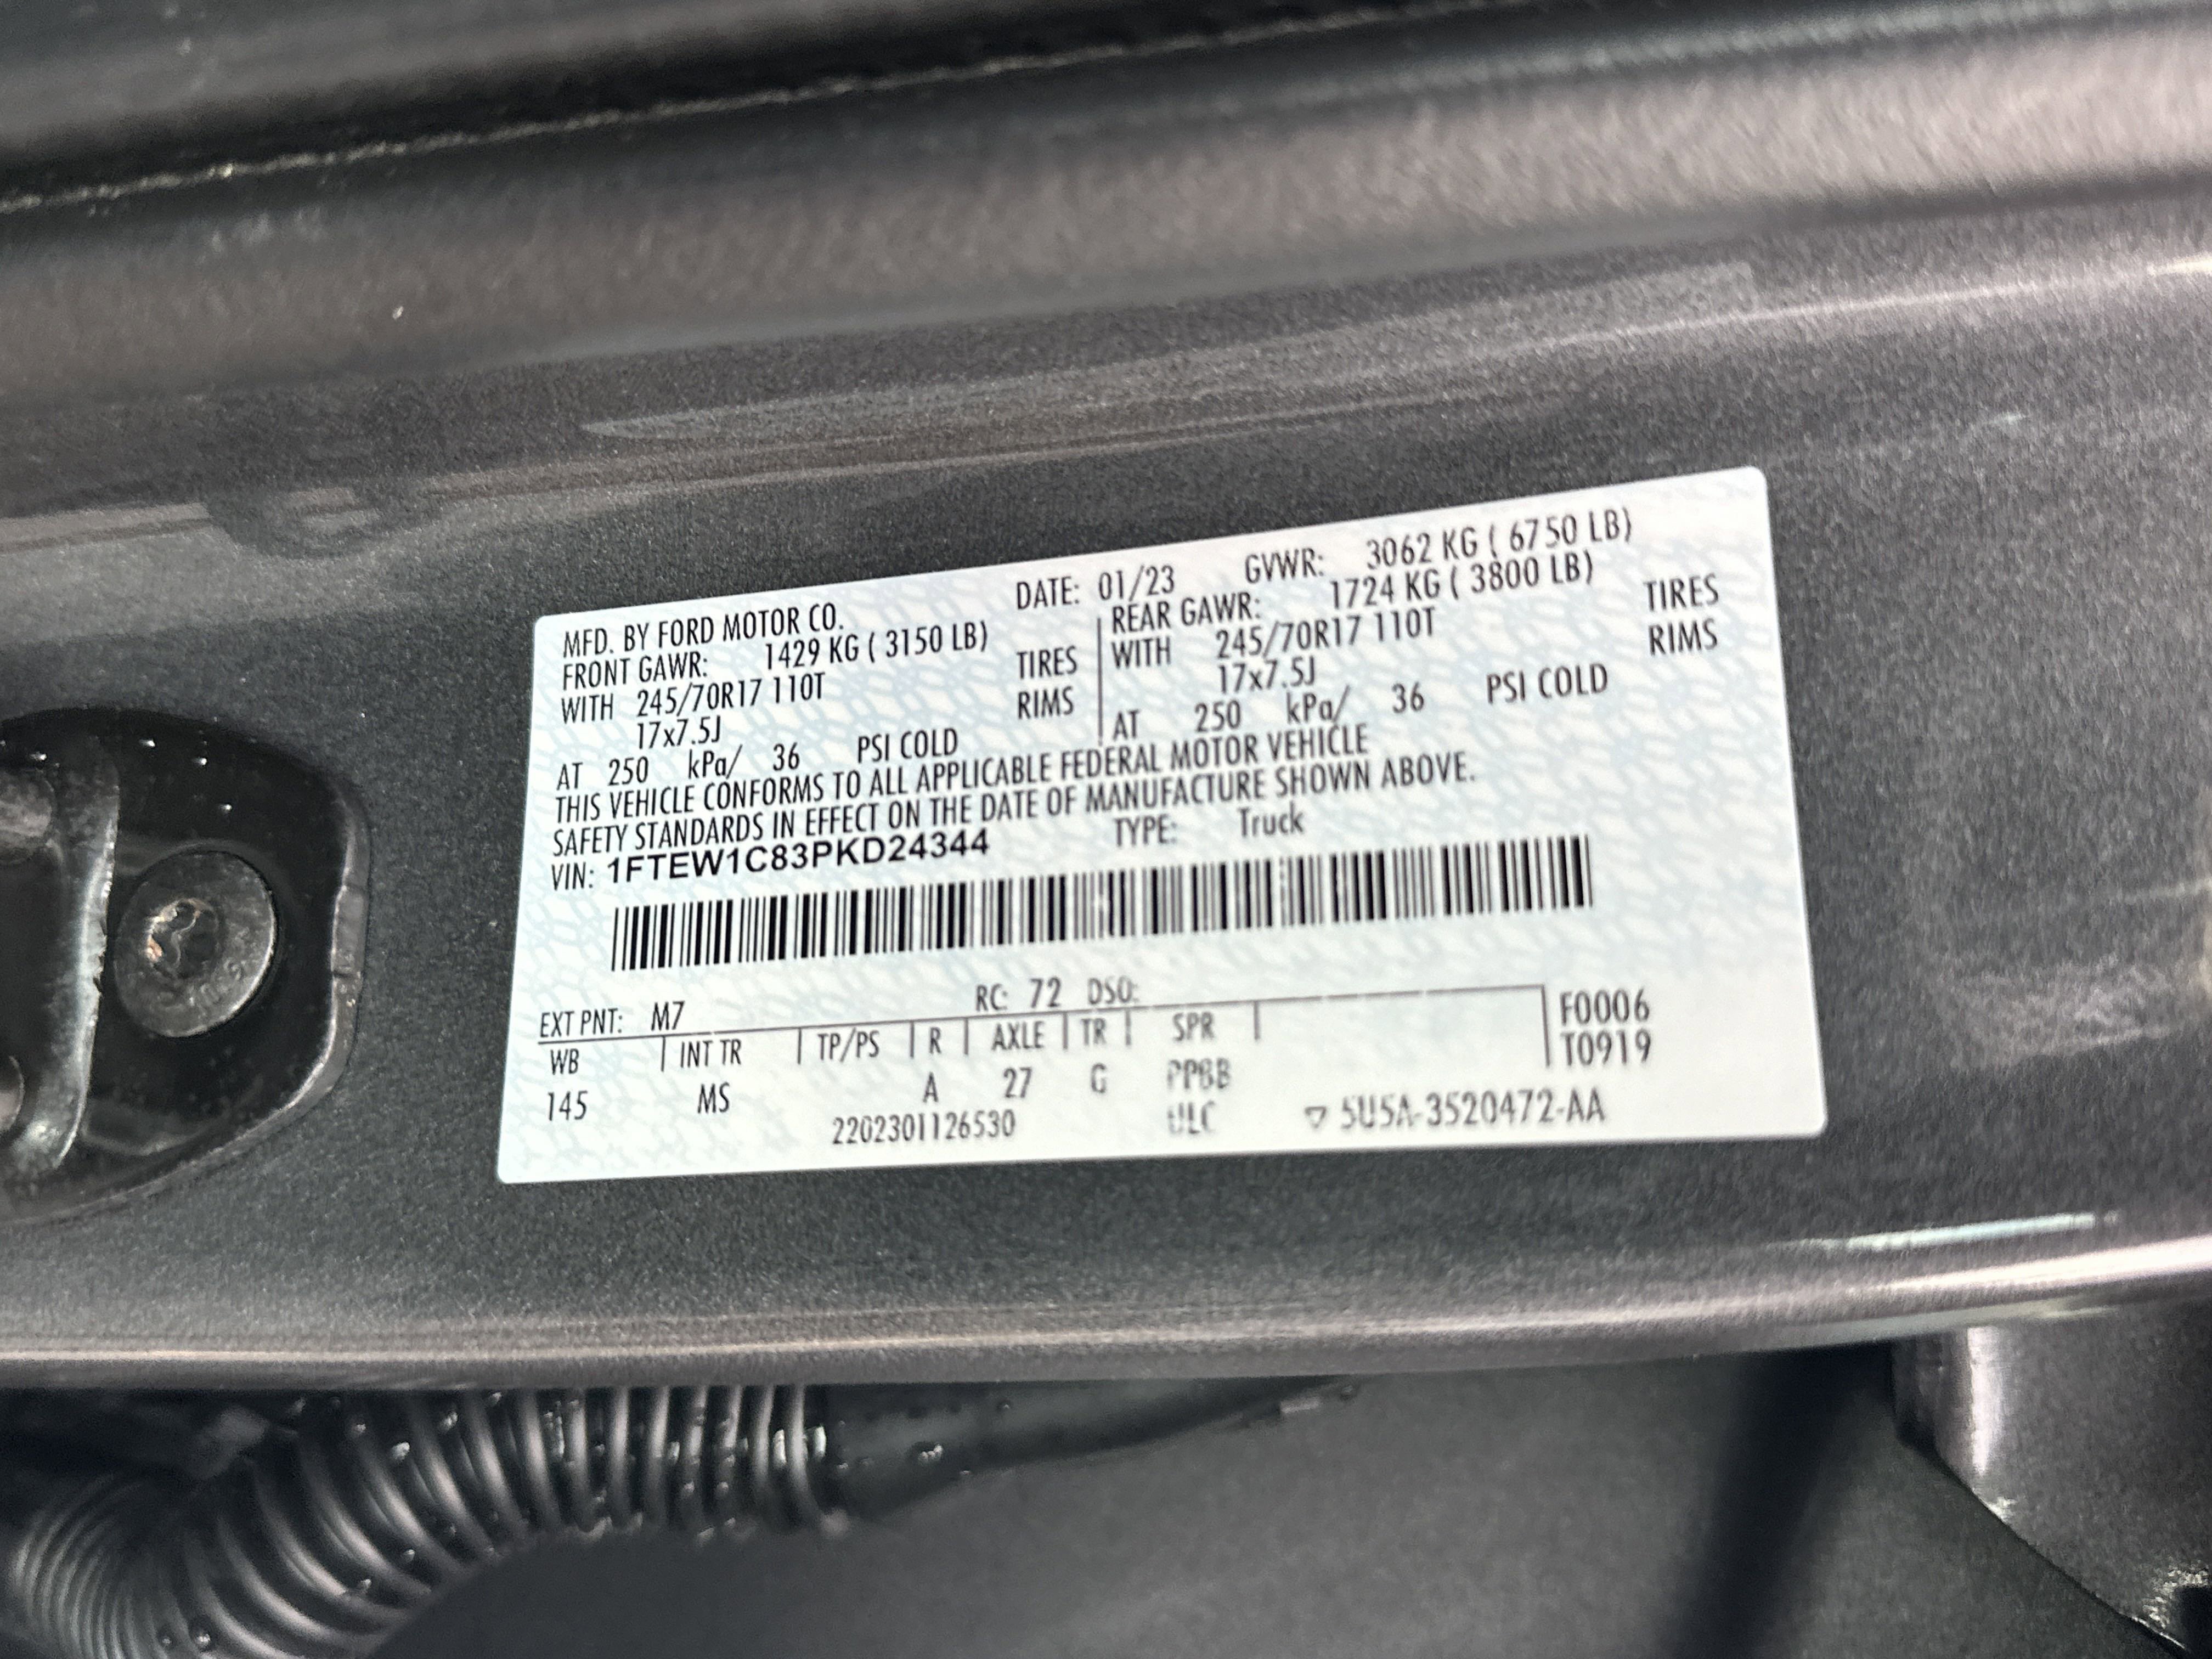 MFD. BY FORD MOTOR CO. DATE: 01/23 GVWR: 3062 KG ( 6750 LB)
FRONT GAWR: 1429 KG ( 3150 LB) REAR GAWR: 1724 KG ( 3800 LB)
WITH 245/70R17 110T TIRES WITH 245/70R17 110T TIRES
17x7.5J RIMS 17x7.5J RIMS
AT 250 kPa/ 36 PSI COLD AT 250 kPa/ 36 PSI COLD
THIS VEHICLE CONFORMS TO ALL APPLICABLE FEDERAL MOTOR VEHICLE
SAFETY STANDARDS IN EFFECT ON THE DATE OF MANUFACTURE SHOWN ABOVE.
VIN: 1FTEW1C83PKD24344 TYPE: Truck
EXT PNT: M7 RC: 72 DSO: F0006
WB INT TR TP/PS R AXLE TR SPR T0919
145 MS A 27 G PPBB
2202301126530 ULC 5U5A-3520472-AA